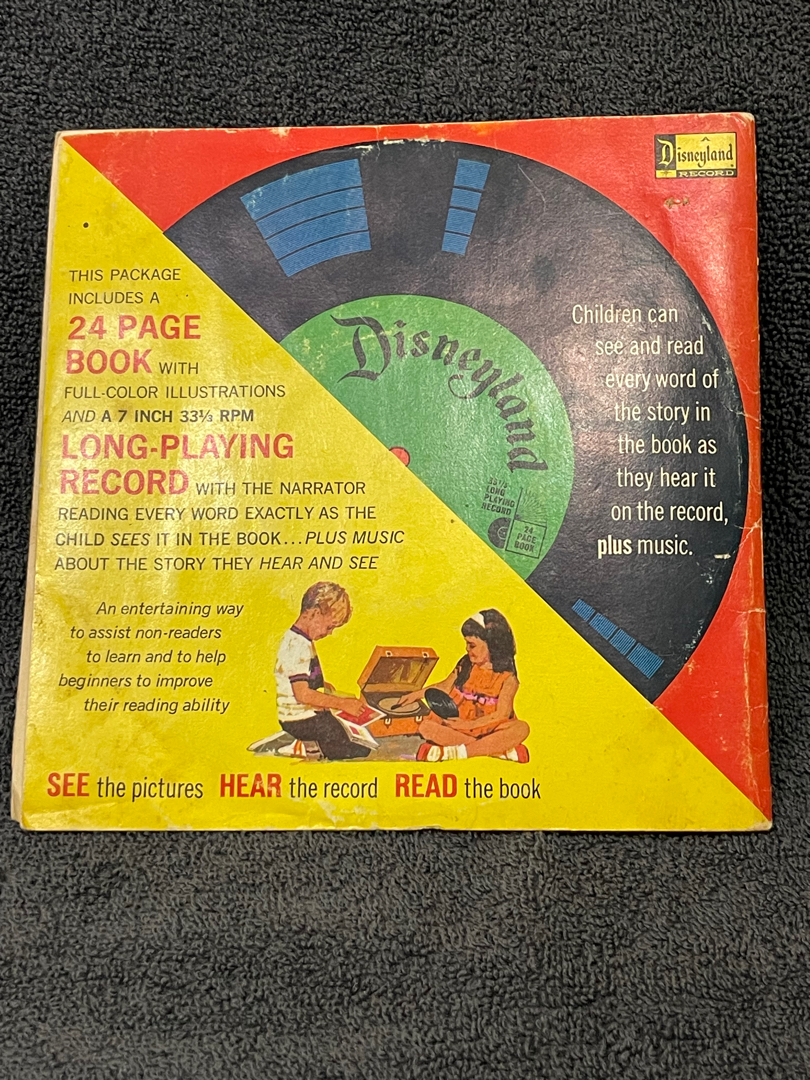 Disneyland
RECORD
THIS PACKAGE
INCLUDES A
24 PAGE
BOOK WITH
FULL-COLOR ILLUSTRATIONS
AND A 7 INCH 33⅓ RPM
LONG-PLAYING
RECORD WITH THE NARRATOR
READING EVERY WORD EXACTLY AS THE
CHILD SEES IT IN THE BOOK...PLUS MUSIC
ABOUT THE STORY THEY HEAR AND SEE
An entertaining way
to assist non-readers
to learn and to help
beginners to improve
their reading ability
Disneyland
33⅓
LONG
PLAYING
RECORD
24
PAGE
BOOK
Children can
see and read
every word of
the story in
the book as
they hear it
on the record,
plus music.
SEE the pictures HEAR the record READ the book